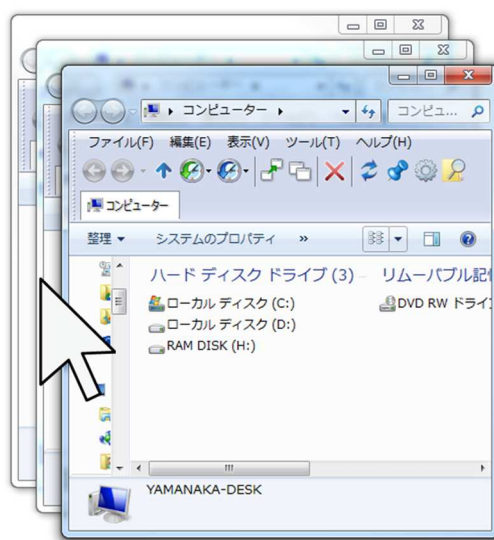 コンピューター
コンピュ...
ファイル(F) 編集(E) 表示(V) ツール(T) ヘルプ(H)
コンピューター
整理 システムのプロパティ »
ハード ディスク ドライブ (3) リムーバブル記
ローカル ディスク (C:) DVD RW ドライ
ローカル ディスク (D:)
RAM DISK (H:)
YAMANAKA-DESK